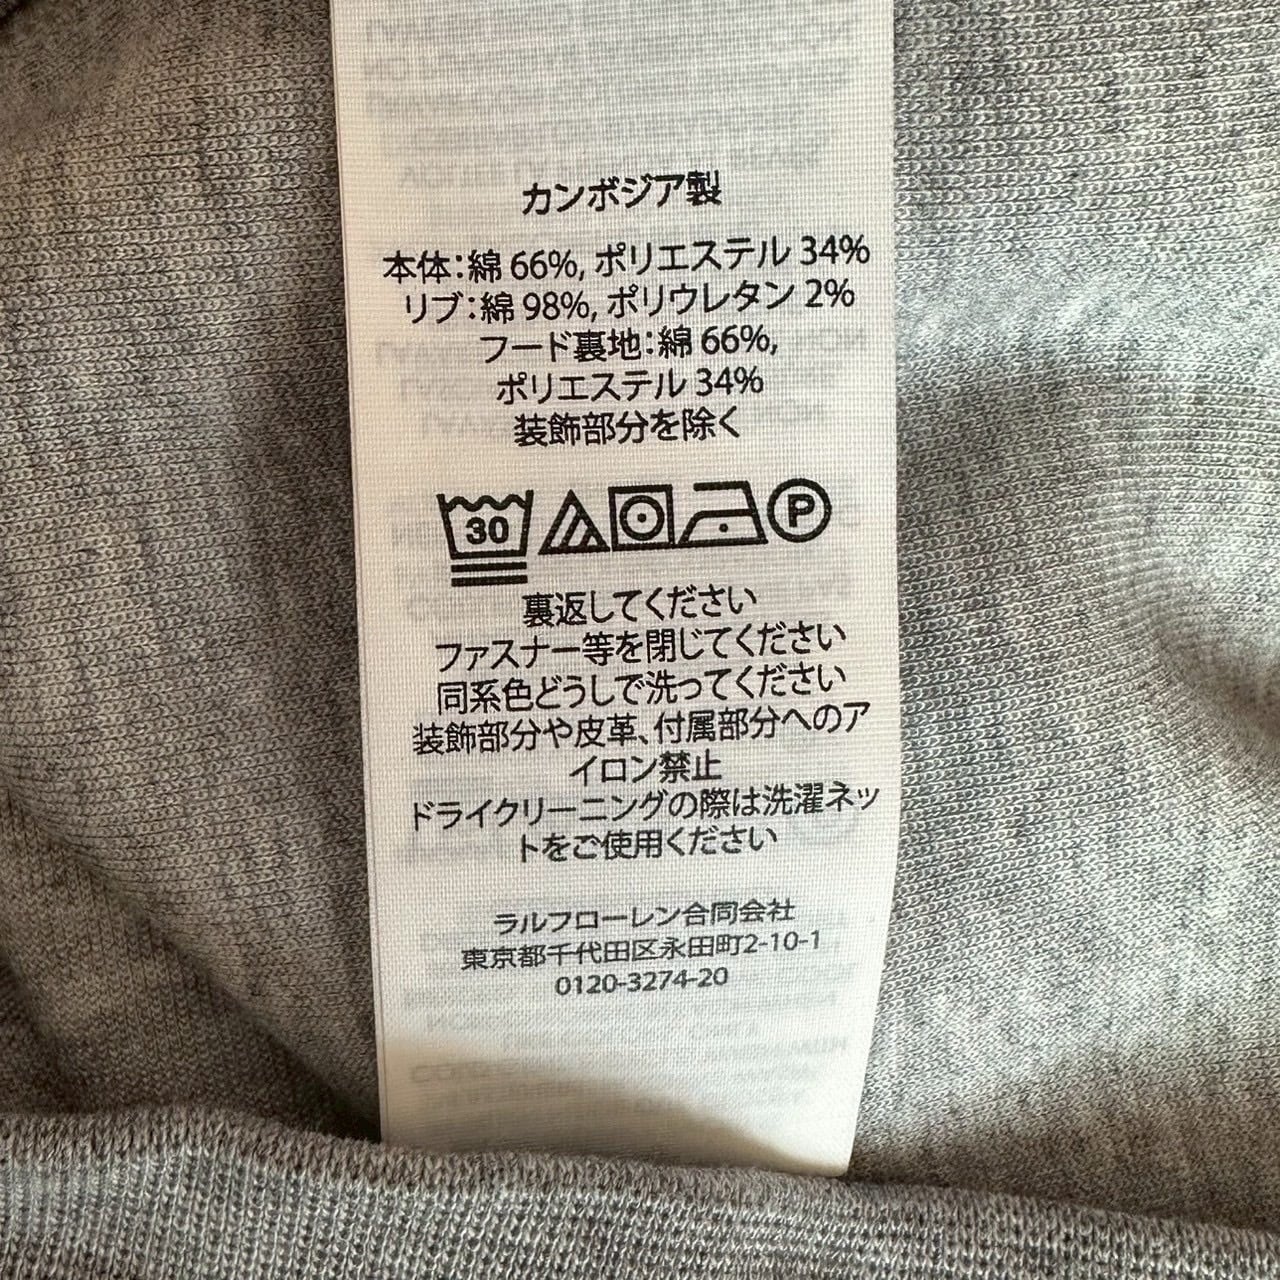 カンボジア製
本体：綿 66%, ポリエステル 34%
リブ：綿 98%, ポリウレタン 2%
フード裏地：綿 66%,
ポリエステル 34%
装飾部分を除く
30 P
裏返してください
ファスナー等を閉じてください
同系色どうしで洗ってください
装飾部分や皮革、付属部分へのア
イロン禁止
ドライクリーニングの際は洗濯ネッ
トをご使用ください
ラルフローレン合同会社
東京都千代田区永田町2-10-1
0120-3274-20